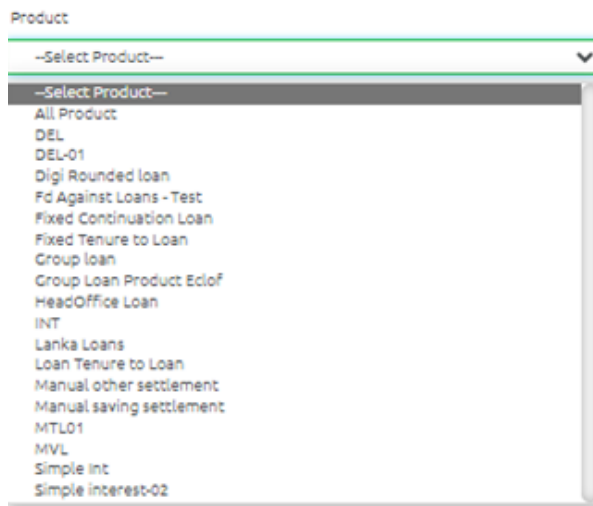 Product
--Select Product---
--Select Product---
All Product
DEL
DEL-01
Digi Rounded loan
Fd Against Loans - Test
Fixed Continuation Loan
Fixed Tenure to Loan
Group loan
Group Loan Product Eclof
HeadOffice Loan
INT
Lanka Loans
Loan Tenure to Loan
Manual other settlement
Manual saving settlement
MTL01
MVL
Simple Int
Simple interest-02